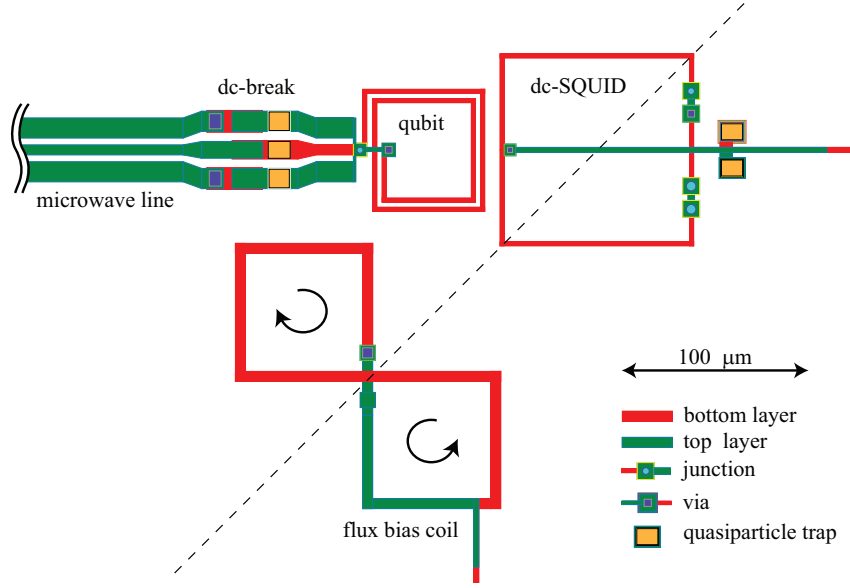 dc-break
dc-SQUID
qubit
microwave line
100 μm
bottom layer
top layer
junction
via
flux bias coil
quasiparticle trap